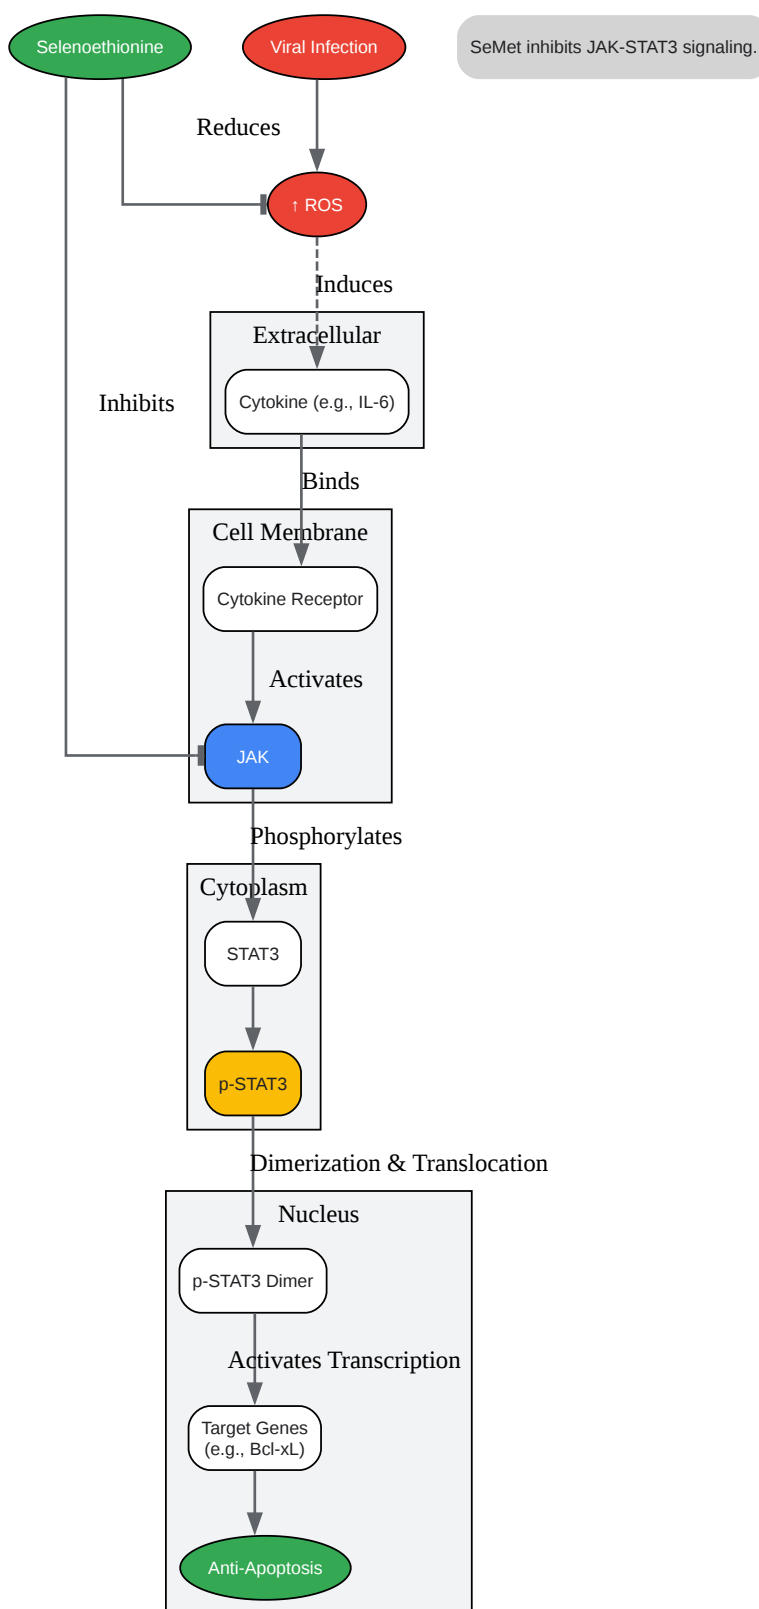 Selenoethionine
Viral Infection
SeMet inhibits JAK-STAT3 signaling.
Reduces
↑ ROS
Induces
Extracellular
Cytokine (e.g., IL-6)
Inhibits
Binds
Cell Membrane
Cytokine Receptor
Activates
JAK
Phosphorylates
Cytoplasm
STAT3
p-STAT3
Dimerization & Translocation
Nucleus
p-STAT3 Dimer
Activates Transcription
Target Genes
(e.g., Bcl-xL)
Anti-Apoptosis